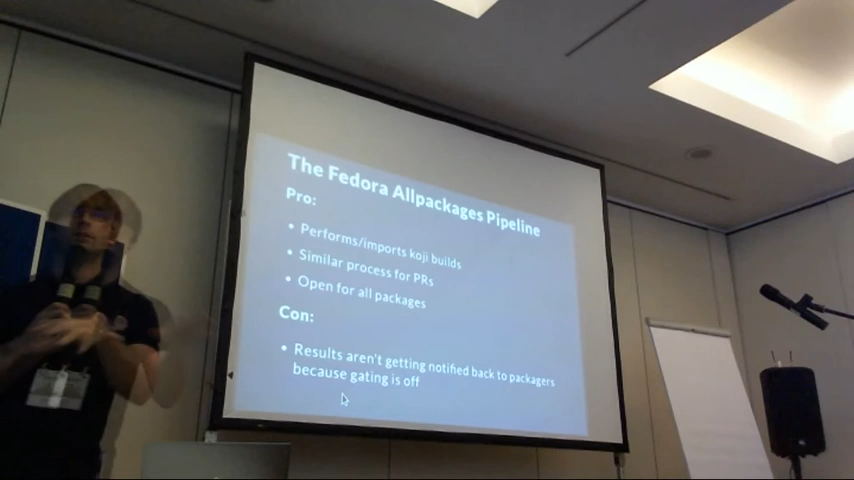 The Fedora Allpackages Pipeline
Pro:
• Performs/imports koji builds
• Similar process for PRs
• Open for all packages
Con:
• Results aren't getting notified back to packagers
because gating is off